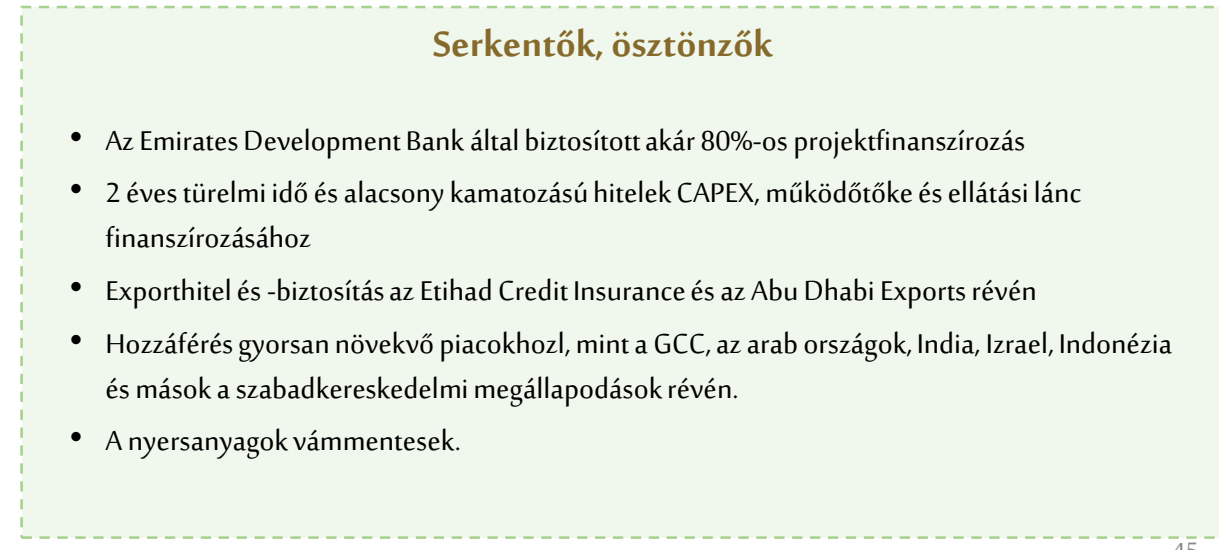 Serkentők, ösztönzők
• Az Emirates Development Bank által biztosított akár 80%-os projektfinanszírozás
• 2 éves türelmi idő és alacsony kamatozású hitelek CAPEX, működőtőke és ellátási lánc
finanszírozásához
• Exporthitel és -biztosítás az Etihad Credit Insurance és az Abu Dhabi Exports révén
• Hozzáférés gyorsan növekvő piacokhozl, mint a GCC, az arab országok, India, Izrael, Indonézia
és mások a szabadkereskedelmi megállapodások révén.
• A nyersanyagok vámmentesek.
45